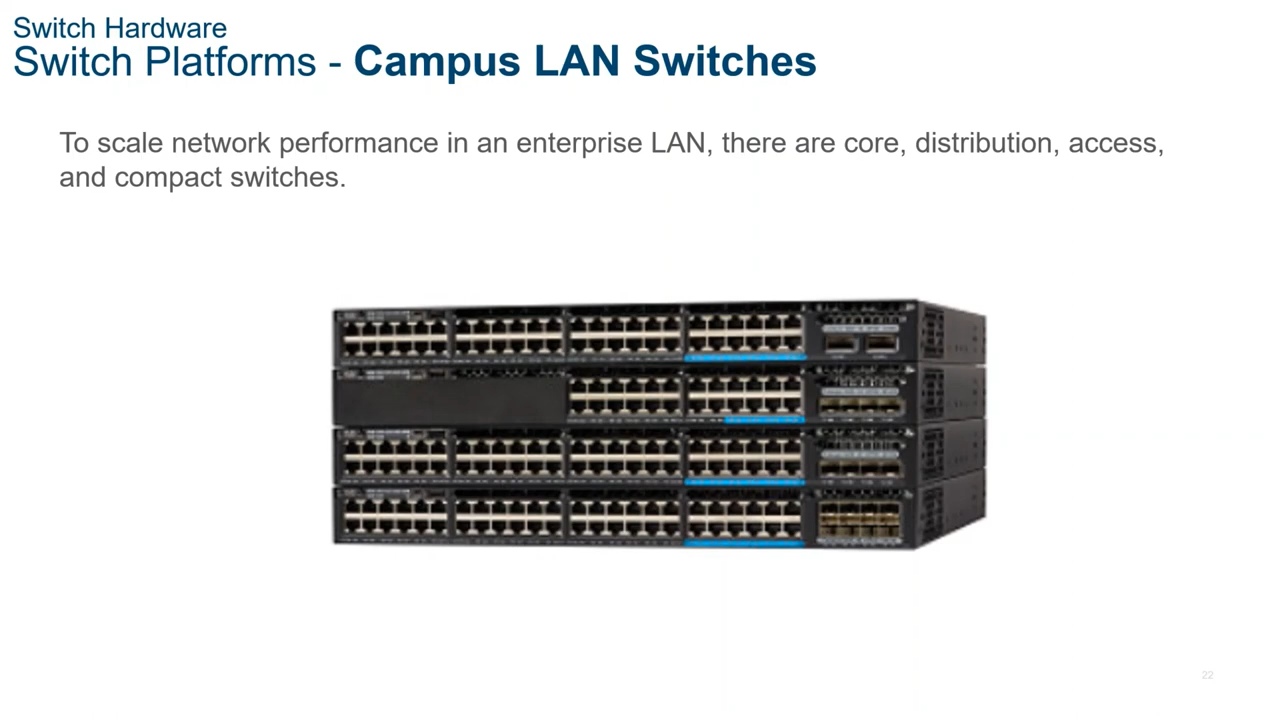 Switch Hardware
Switch Platforms - Campus LAN Switches
To scale network performance in an enterprise LAN, there are core, distribution, access,
and compact switches.
22